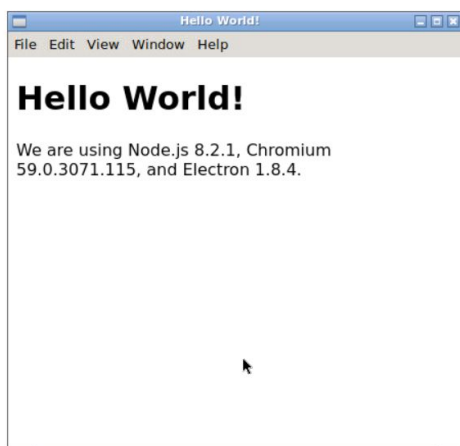 Hello World!
File Edit View Window Help
Hello World!
We are using Node.js 8.2.1, Chromium
59.0.3071.115, and Electron 1.8.4.